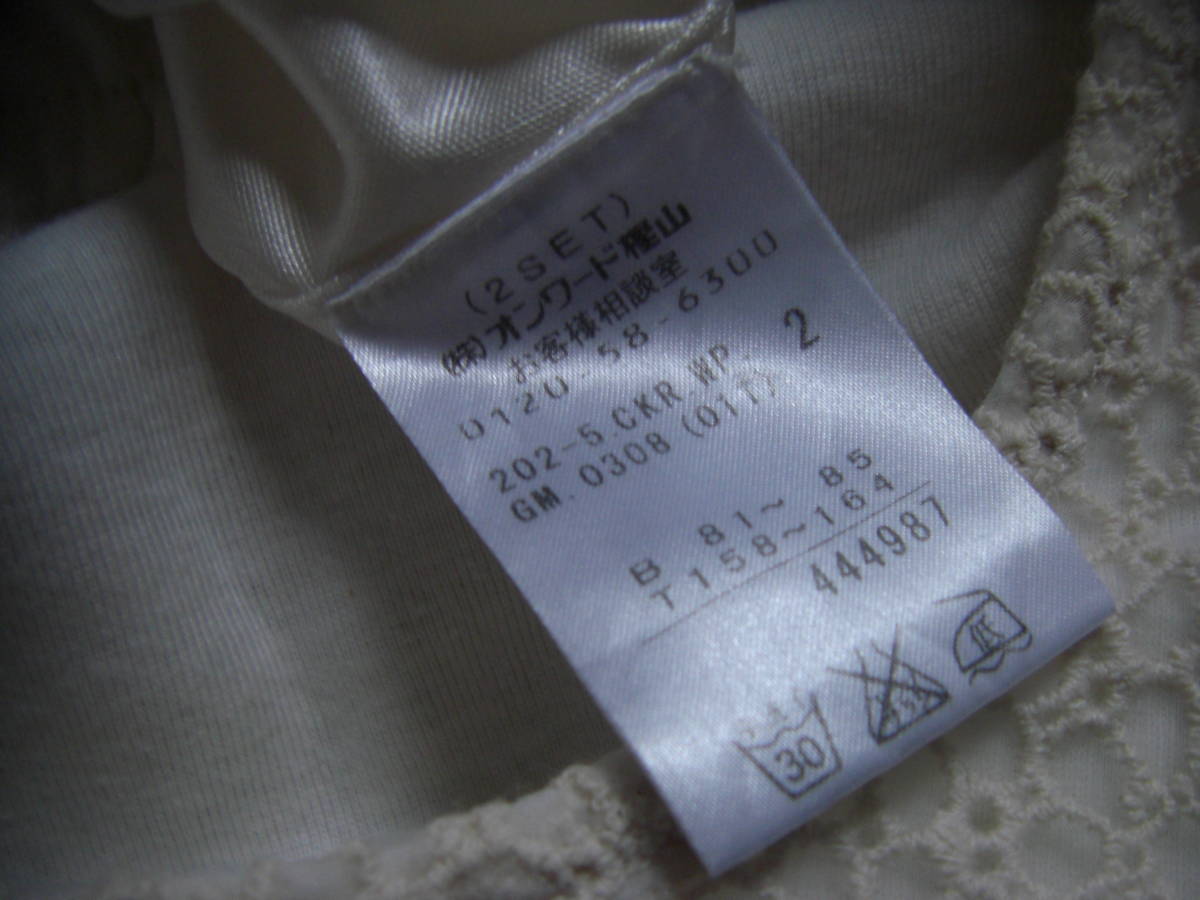 (2SET)
(株)オンワード樫山
お客様相談室
0120-58-6300
202-5.CKR.WP. 2
GM.0308(011)
B 81~85
T158~164
444987
低
30